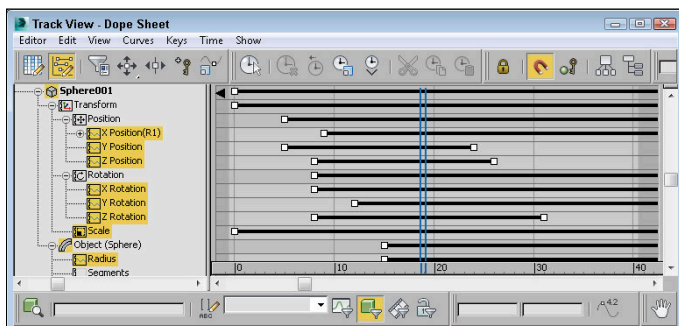 Track View - Dope Sheet
Editor Edit View Curves Keys Time Show
Sphere001
Transform
Position
X Position(R1)
Y Position
Z Position
Rotation
X Rotation
Y Rotation
Z Rotation
Scale
Object (Sphere)
Radius
Segments
0 10 20 30 40
ABC
4.2